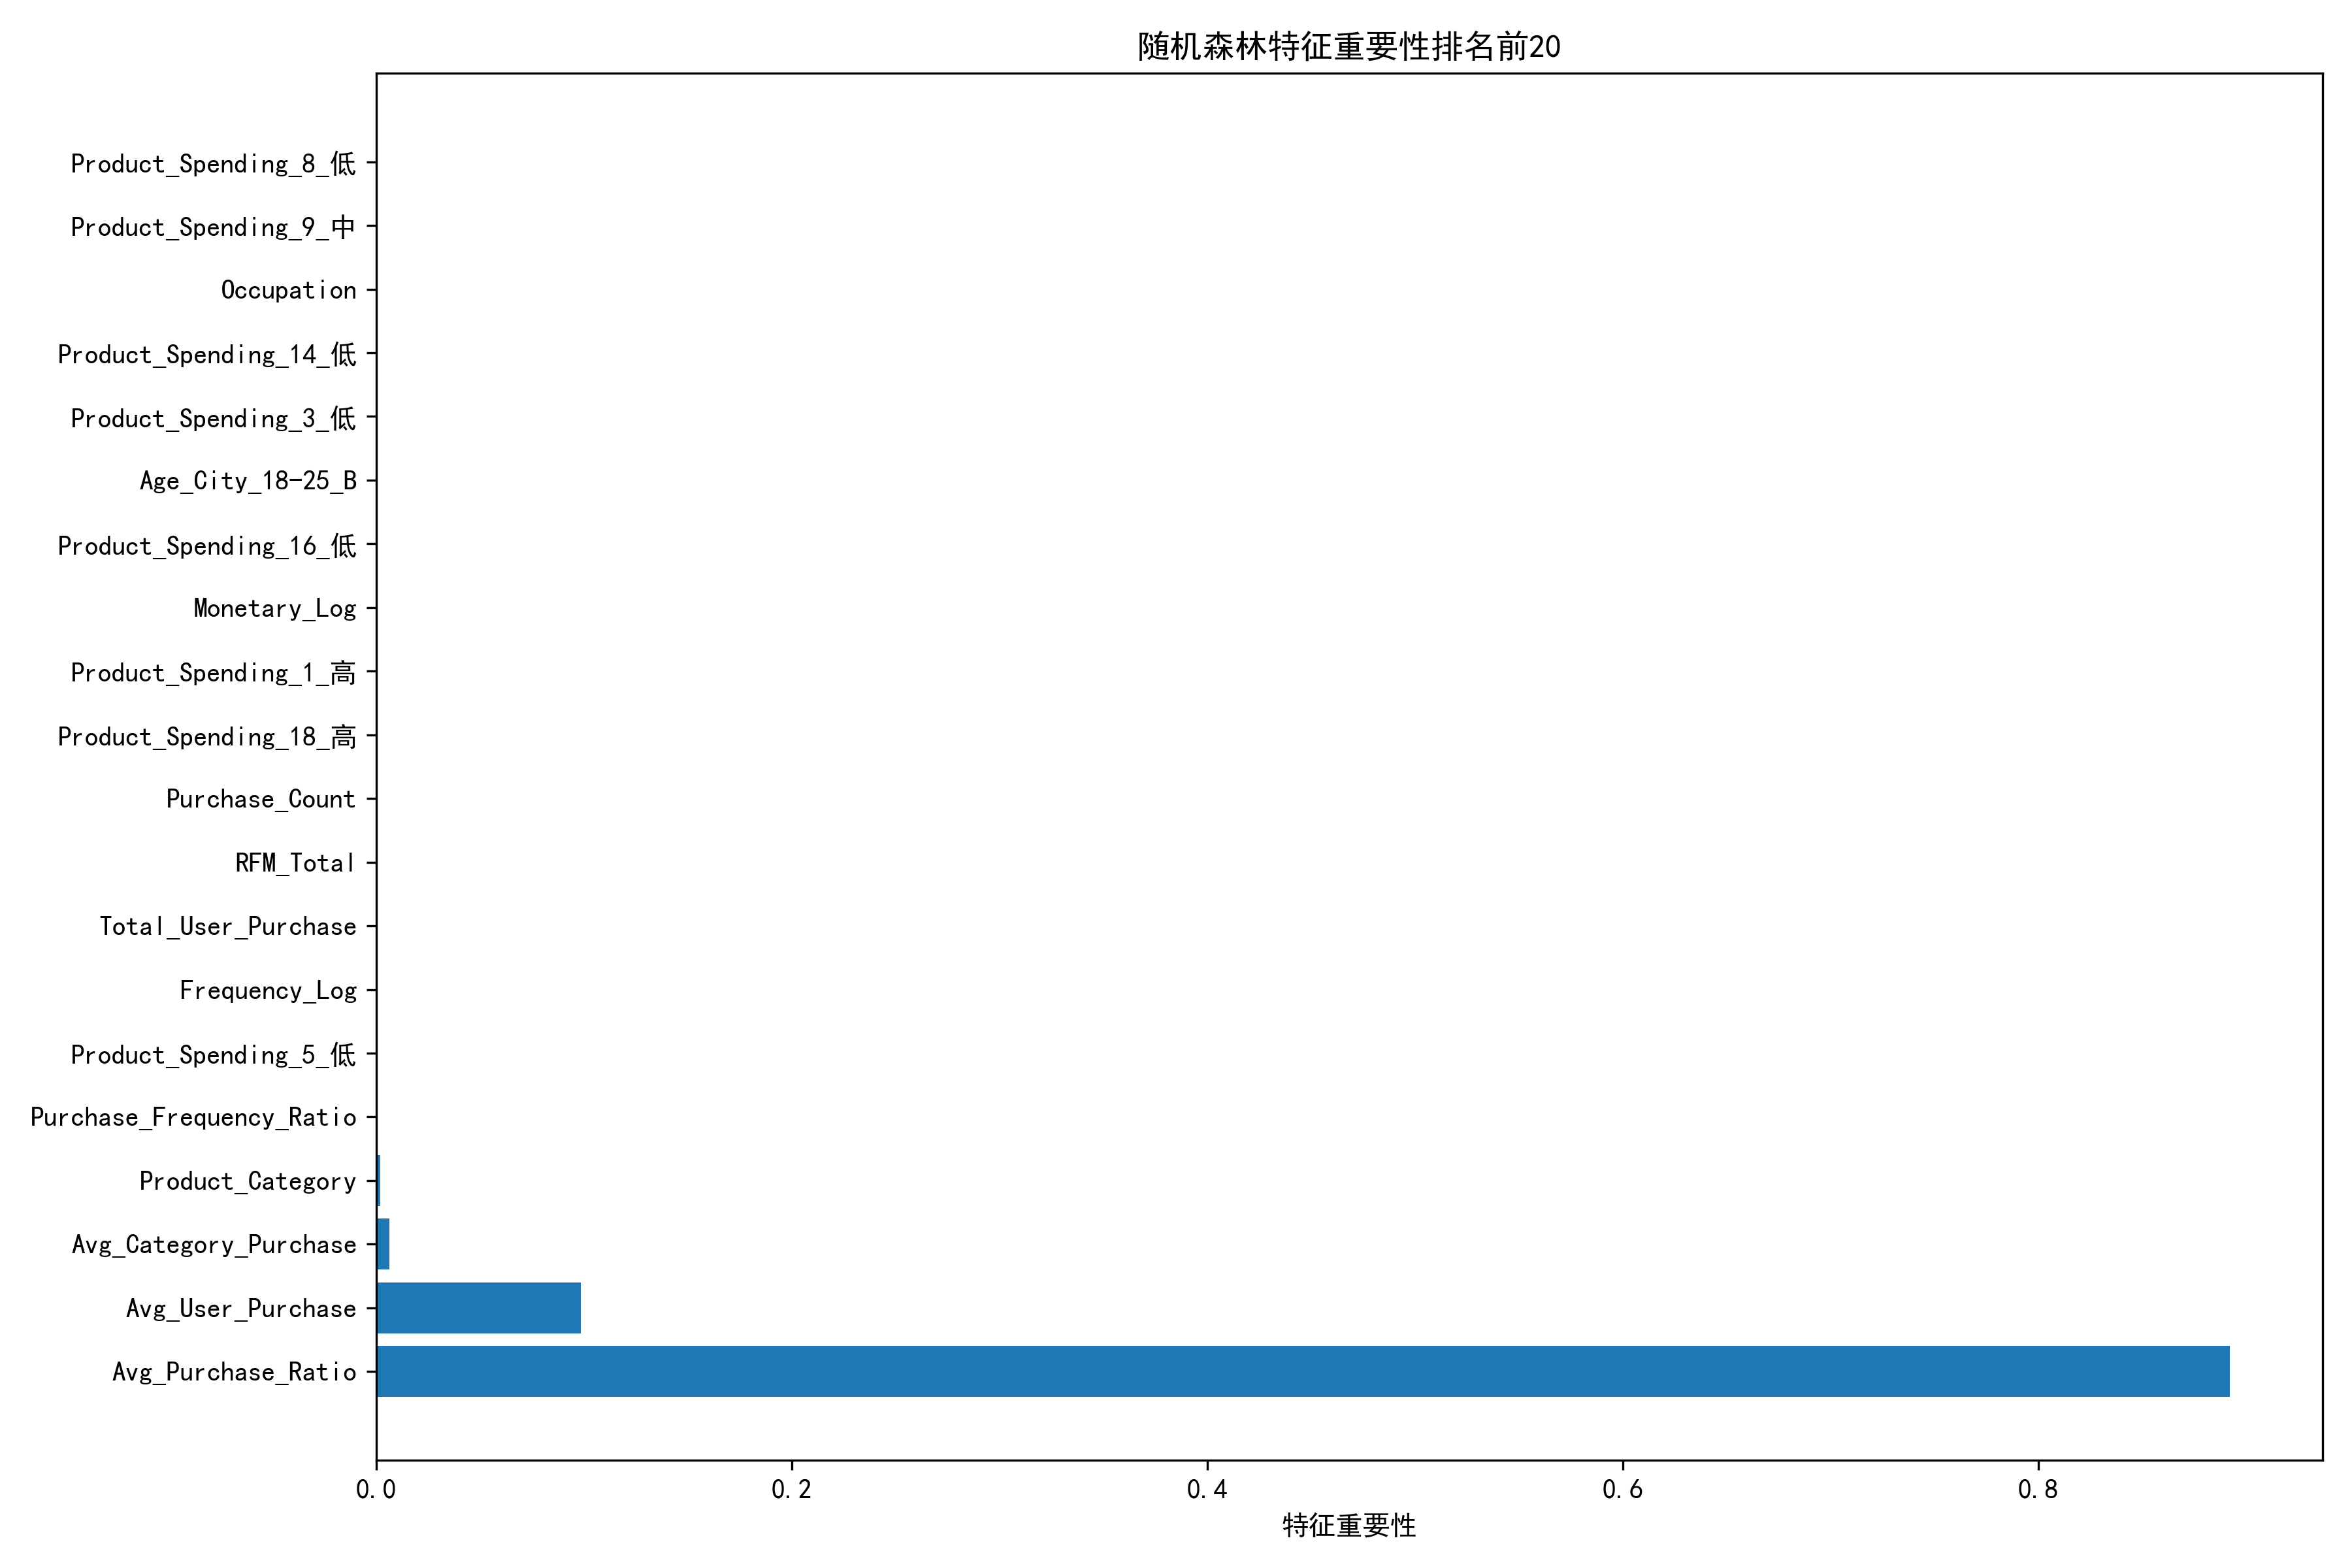 随机森林特征重要性排名前20
Product_Spending_8_低
Product_Spending_9_中
Occupation
Product_Spending_14_低
Product_Spending_3_低
Age_City_18-25_B
Product_Spending_16_低
Monetary_Log
Product_Spending_1_高
Product_Spending_18_高
Purchase_Count
RFM_Total
Total_User_Purchase
Frequency_Log
Product_Spending_5_低
Purchase_Frequency_Ratio
Product_Category
Avg_Category_Purchase
Avg_User_Purchase
Avg_Purchase_Ratio
0.0 0.2 0.4 0.6 0.8
特征重要性